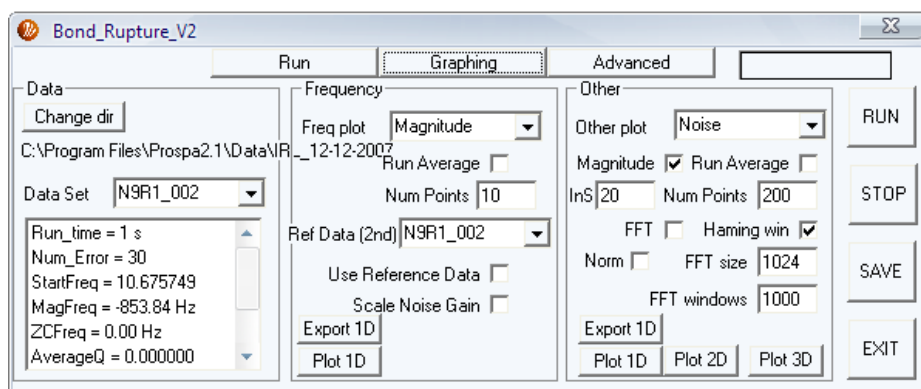 Bond_Rupture_V2
Run Graphing Advanced
Data
Change dir
C:\Program Files\Prospa2.1\Data\IRL_12-12-2007
Data Set N9R1_002
Run_time = 1 s
Num_Error = 30
StartFreq = 10.675749
MagFreq = -853.84 Hz
ZCFreq = 0.00 Hz
AverageQ = 0.000000
Frequency
Freq plot Magnitude
Run Average
Num Points 10
Ref Data (2nd) N9R1_002
Use Reference Data
Scale Noise Gain
Export 1D
Plot 1D
Other
Other plot Noise
Magnitude Run Average
InS 20 Num Points 200
FFT Haming win
Norm FFT size 1024
FFT windows 1000
Export 1D
Plot 1D Plot 2D Plot 3D
RUN
STOP
SAVE
EXIT